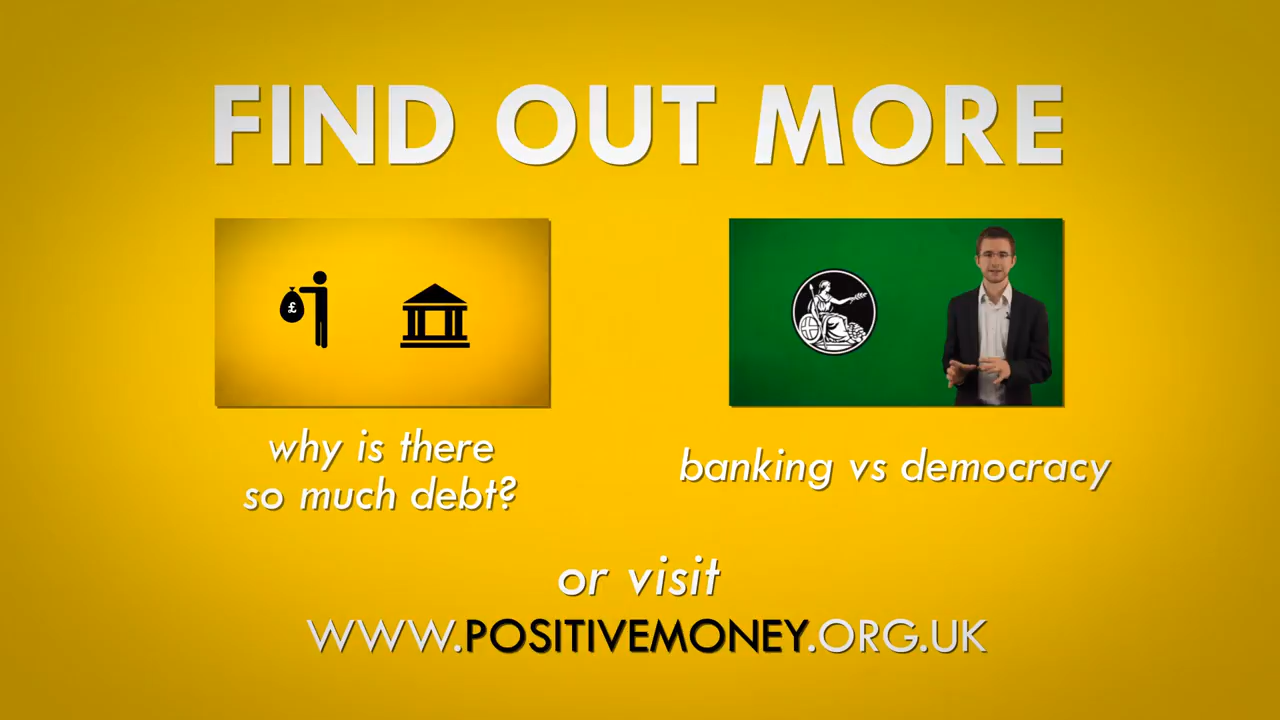 FIND OUT MORE
£
why is there
so much debt?
banking vs democracy
or visit
WWW.POSITIVEMONEY.ORG.UK